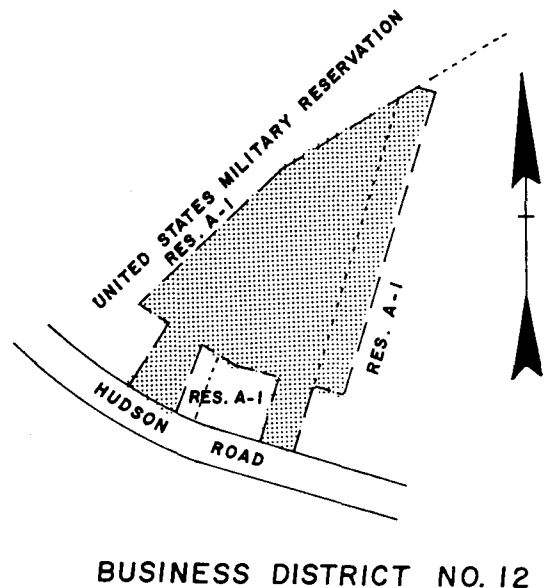 UNITED STATES MILITARY RESERVATION
RES. A-1
RES. A-1
RES. A-1
HUDSON ROAD
BUSINESS DISTRICT NO. 12